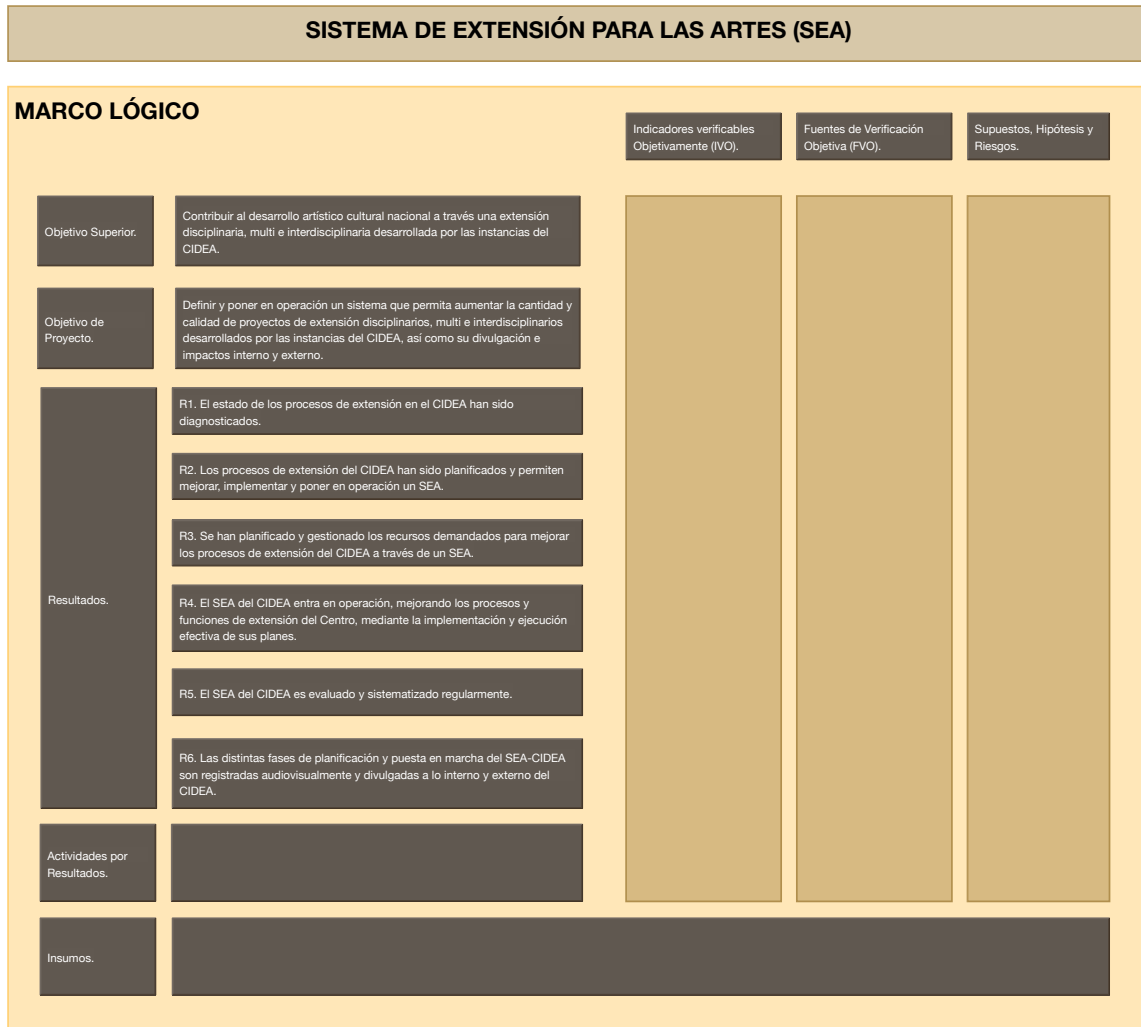 SISTEMA DE EXTENSIÓN PARA LAS ARTES (SEA)
MARCO LÓGICO
Indicadores verificables
Objetivamente (IVO).
Fuentes de Verificación
Objetiva (FVO).
Supuestos, Hipótesis y
Riesgos.
Objetivo Superior.
Contribuir al desarrollo artístico cultural nacional a través una extensión
disciplinaria, multi e interdisciplinaria desarrollada por las instancias del
CIDEA.
Objetivo de
Proyecto.
Definir y poner en operación un sistema que permita aumentar la cantidad y
calidad de proyectos de extensión disciplinarios, multi e interdisciplinarios
desarrollados por las instancias del CIDEA, así como su divulgación e
impactos interno y externo.
Resultados.
R1. El estado de los procesos de extensión en el CIDEA han sido
diagnosticados.
R2. Los procesos de extensión del CIDEA han sido planificados y permiten
mejorar, implementar y poner en operación un SEA.
R3. Se han planificado y gestionado los recursos demandados para mejorar
los procesos de extensión del CIDEA a través de un SEA.
R4. El SEA del CIDEA entra en operación, mejorando los procesos y
funciones de extensión del Centro, mediante la implementación y ejecución
efectiva de sus planes.
R5. El SEA del CIDEA es evaluado y sistematizado regularmente.
R6. Las distintas fases de planificación y puesta en marcha del SEA-CIDEA
son registradas audiovisualmente y divulgadas a lo interno y externo del
CIDEA.
Actividades por
Resultados.
Insumos.